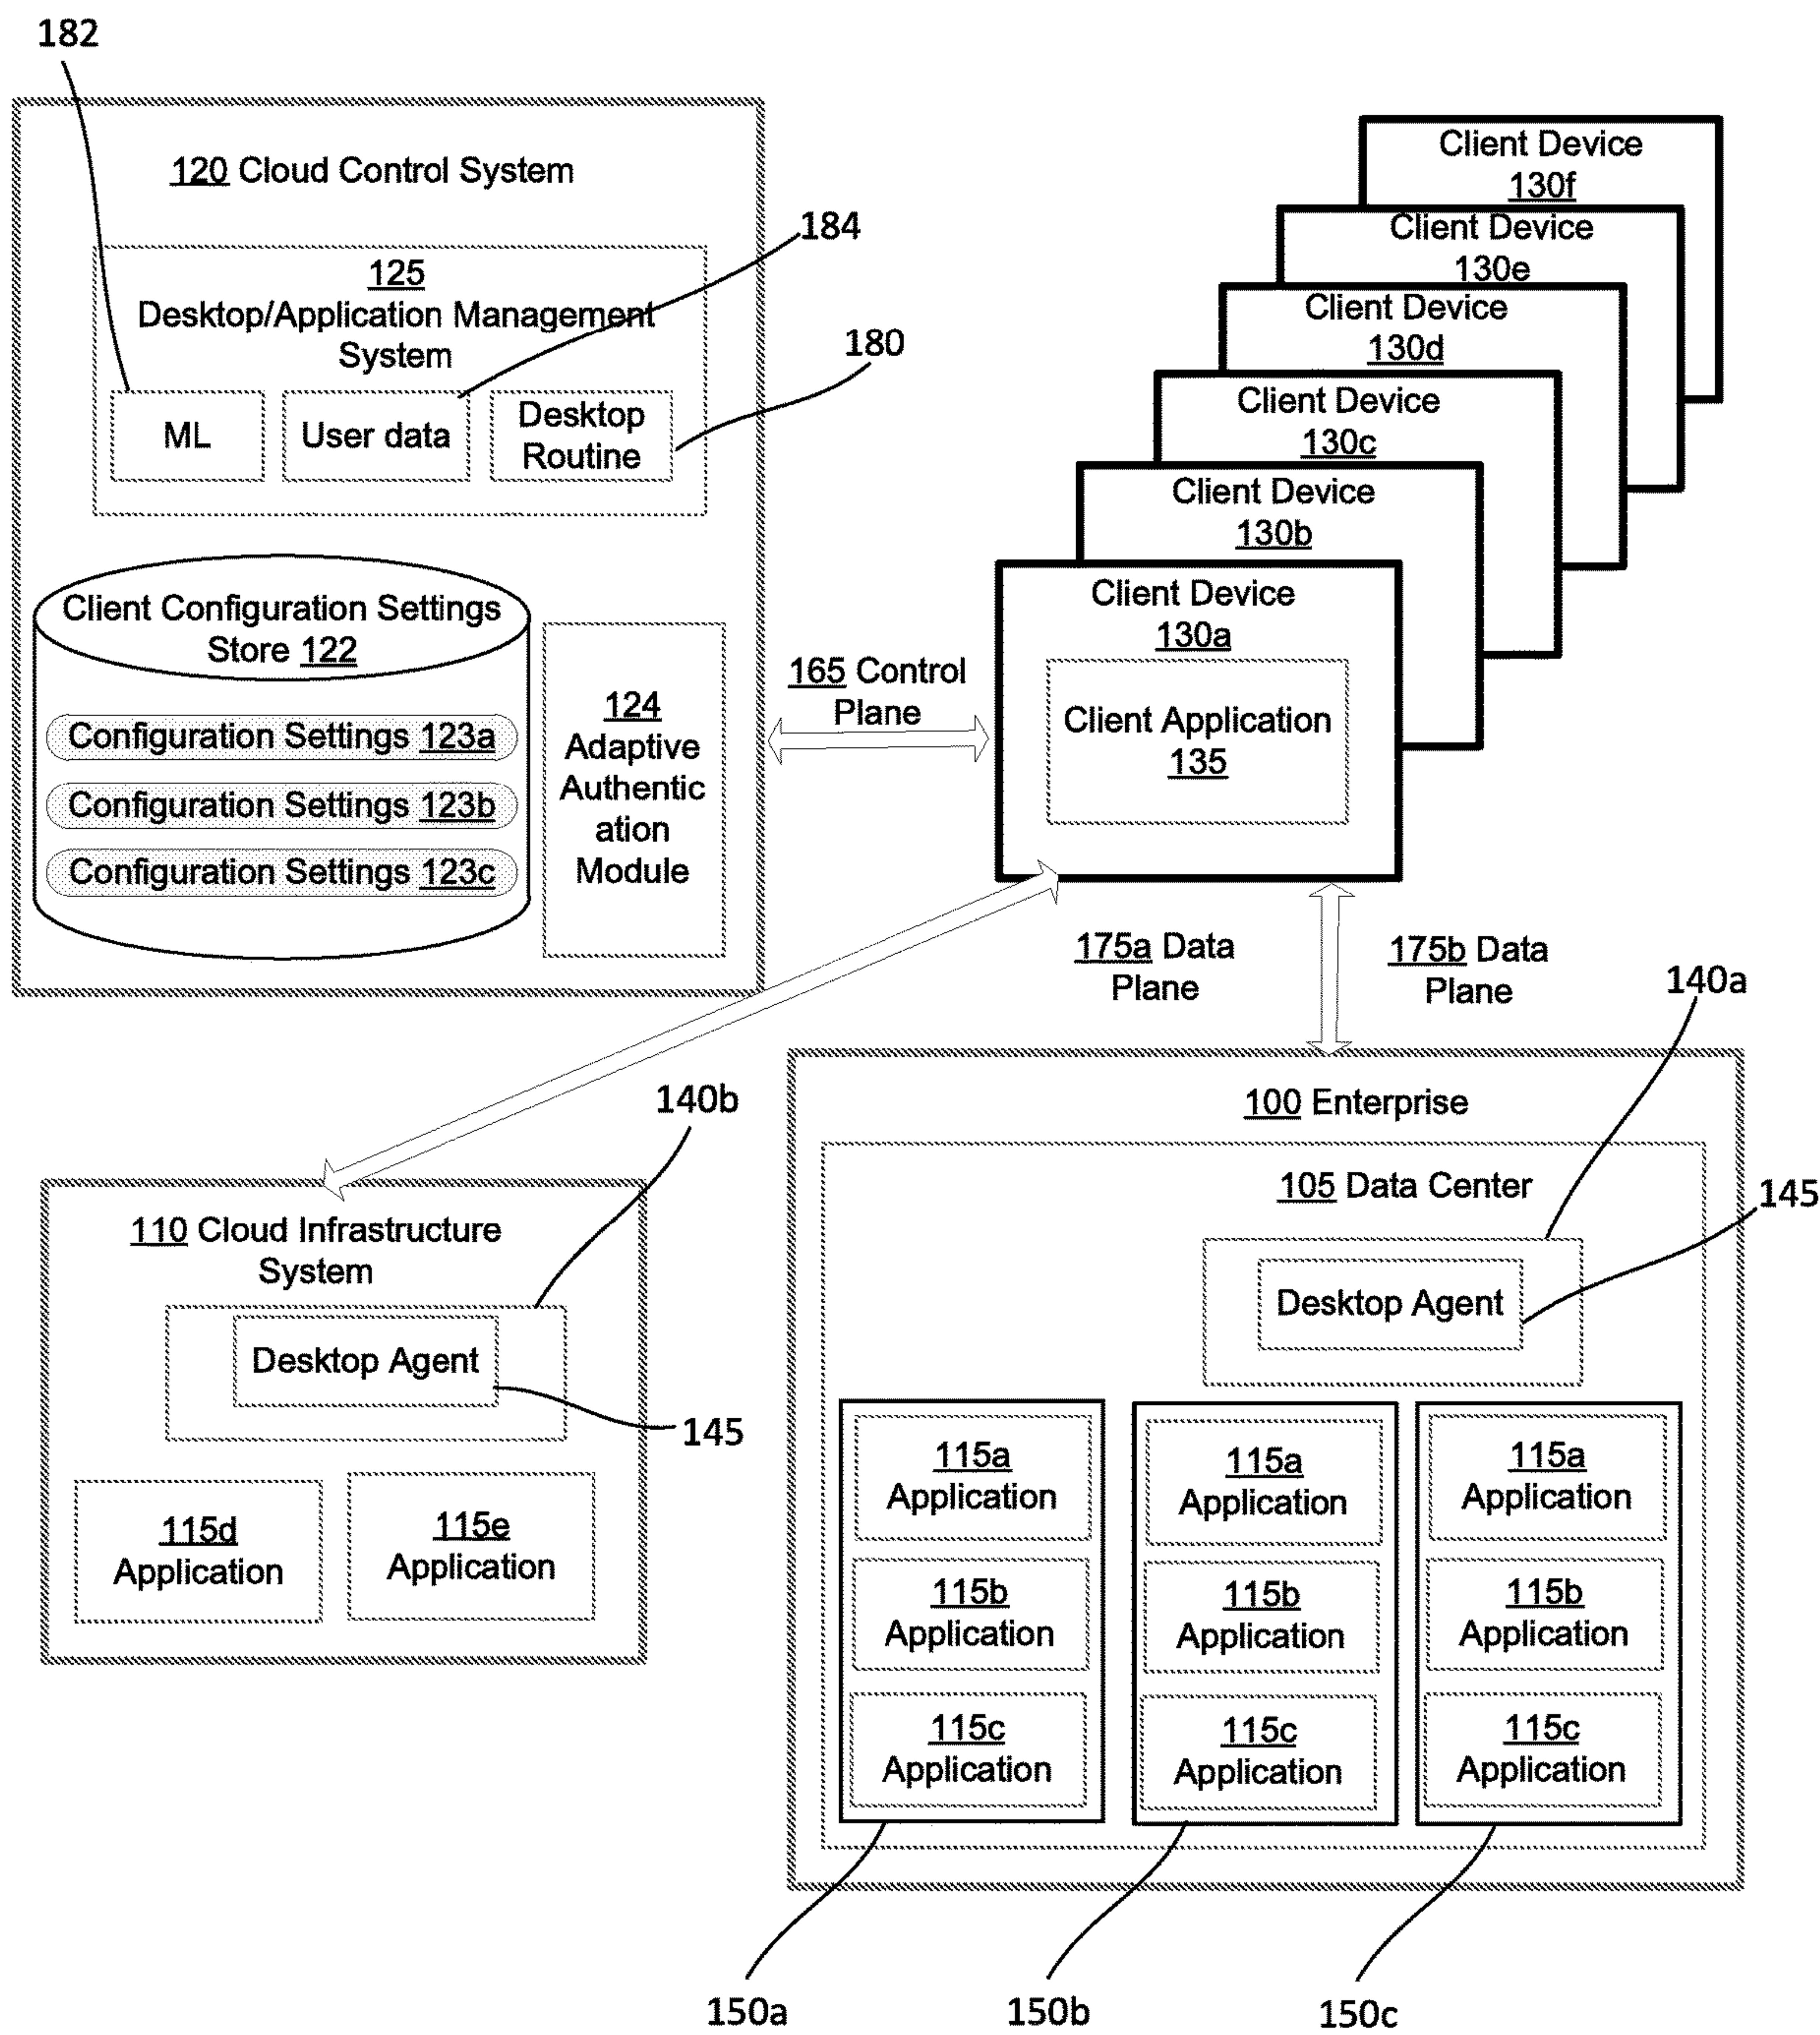 182
120 Cloud Control System
184
125
Desktop/Application Management
System
180
ML
User data
Desktop
Routine
Client Configuration Settings
Store 122
Configuration Settings 123a
Configuration Settings 123b
Configuration Settings 123c
124
Adaptive
Authentic
ation
Module
165 Control
Plane
Client Device
130f
Client Device
130e
Client Device
130d
Client Device
130c
Client Device
130b
Client Device
130a
Client Application
135
175a Data
Plane
175b Data
Plane
140a
140b
110 Cloud Infrastructure
System
Desktop Agent
145
115d
Application
115e
Application
100 Enterprise
105 Data Center
145
Desktop Agent
115a
Application
115b
Application
115c
Application
115a
Application
115b
Application
115c
Application
115a
Application
115b
Application
115c
Application
150a
150b
150c